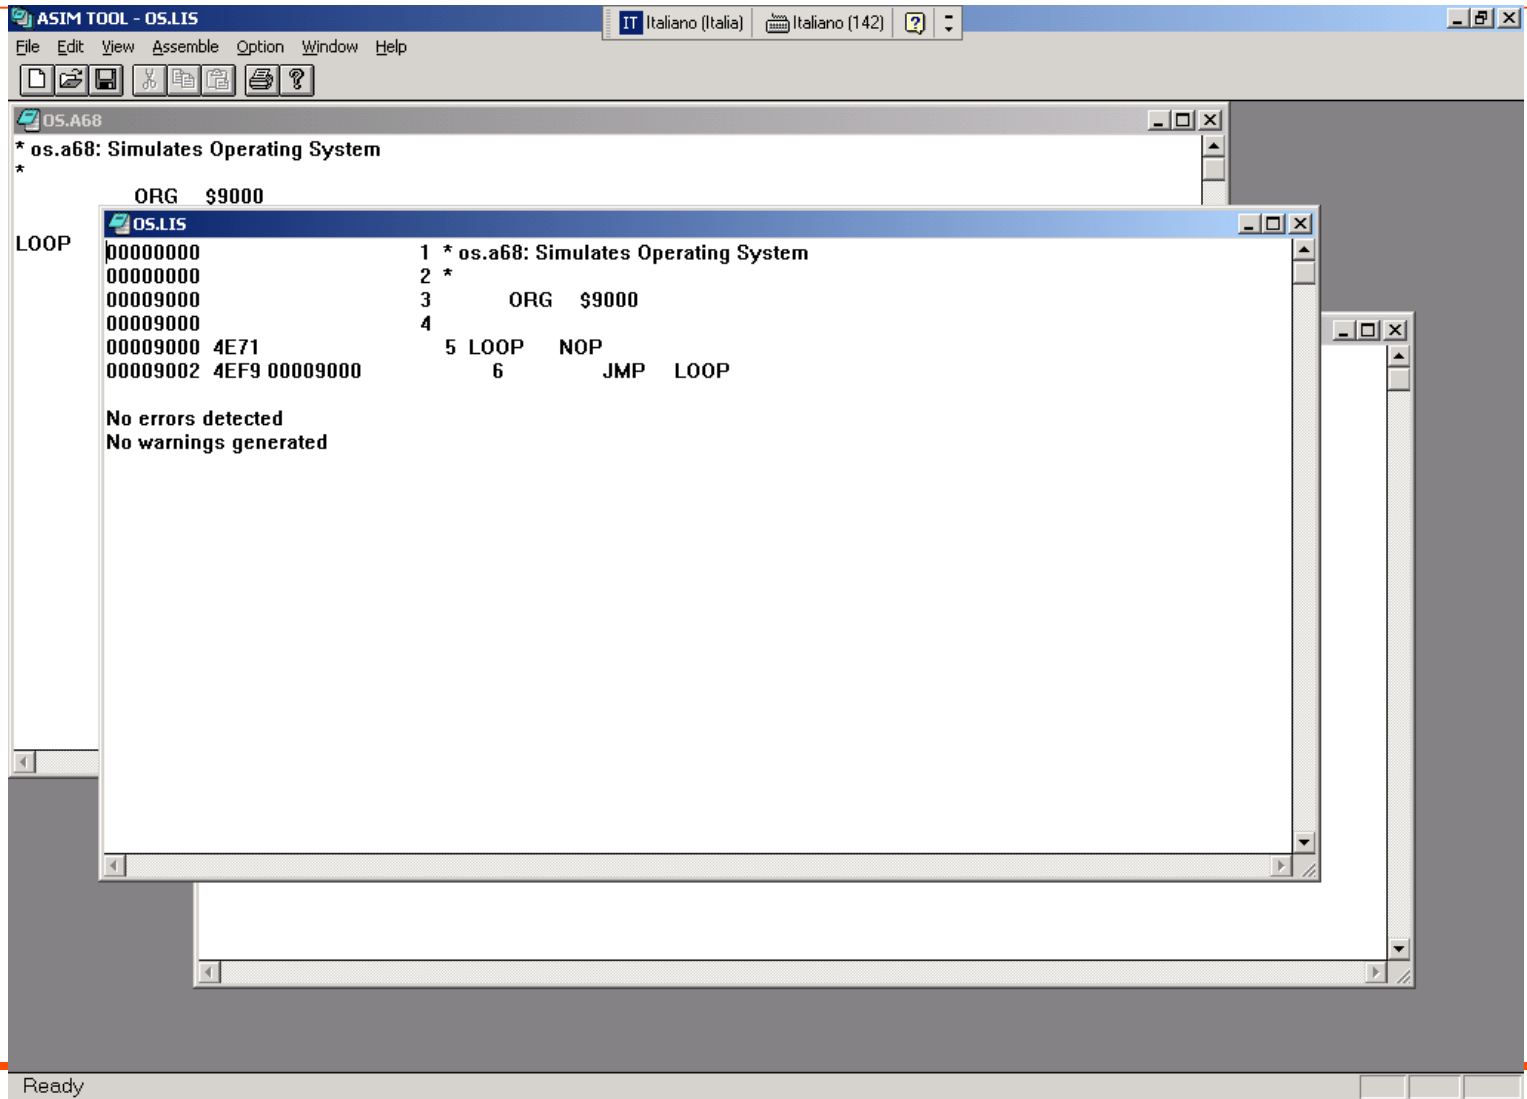 ASIM TOOL - OS.LIS
IT Italiano (Italia) Italiano (142)
File Edit View Assemble Option Window Help
OS.A68
* os.a68: Simulates Operating System
*
ORG $9000
LOOP
OS.LIS
00000000 1 * os.a68: Simulates Operating System
00000000 2 *
00009000 3 ORG $9000
00009000 4
00009000 4E71 5 LOOP NOP
00009002 4EF9 00009000 6 JMP LOOP
No errors detected
No warnings generated
Ready